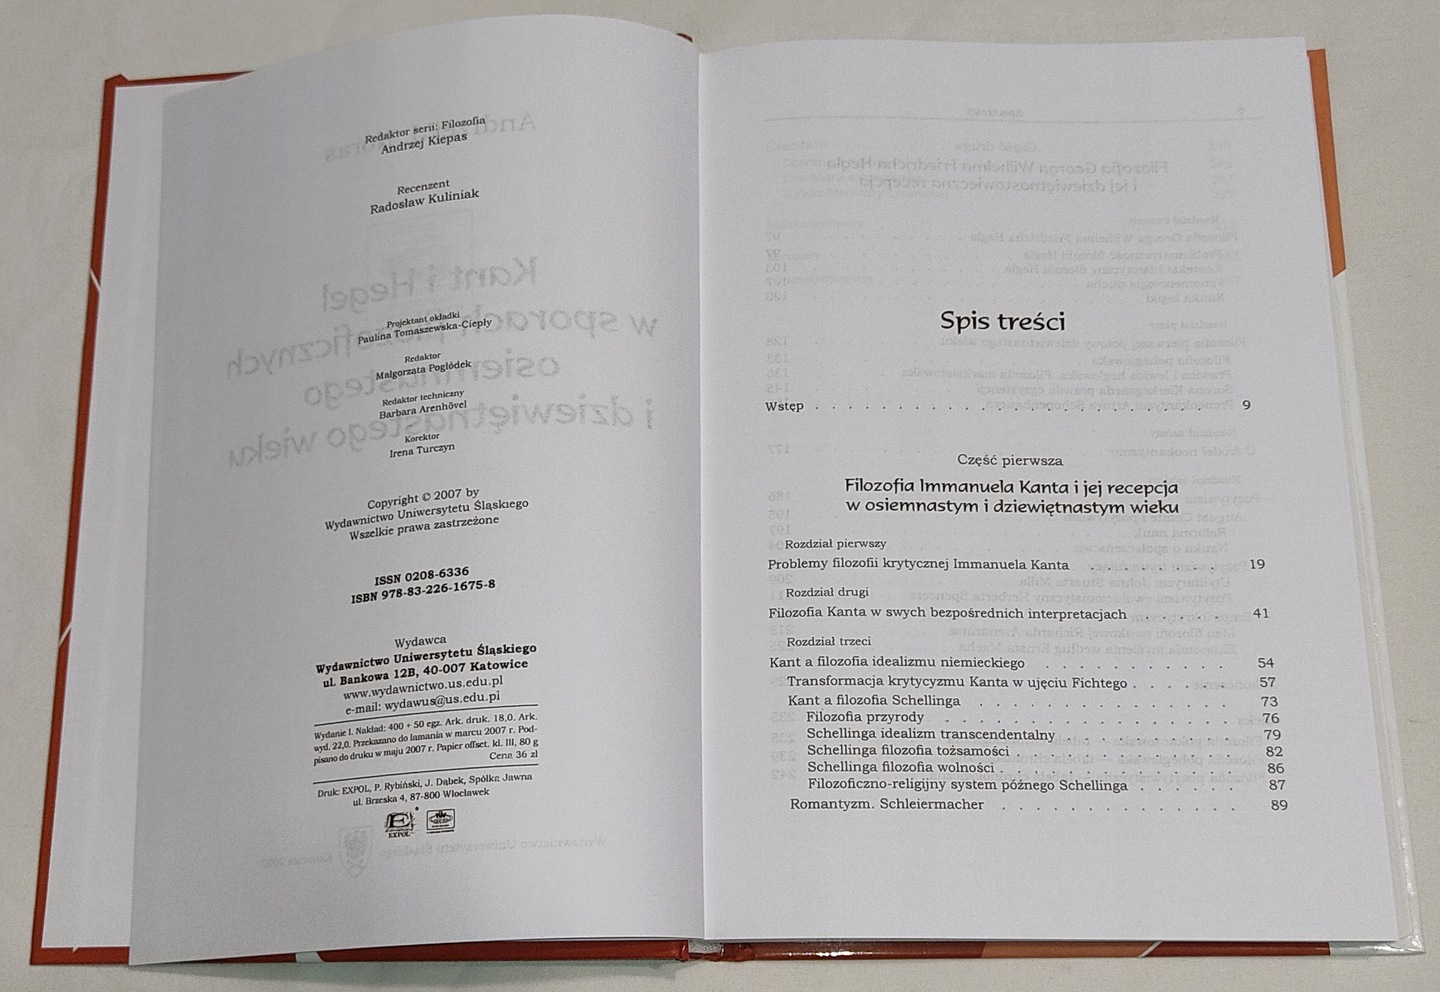 Redaktor serii: Filozofia
Andrzej Kiepas
Recenzent
Radosław Kuliniak
Projektant okładki
Paulina Tomaszewska-Ciepły
Redaktor
Małgorzata Pogłódek
Redaktor techniczny
Barbara Arenhövel
Korektor
Irena Turczyn
Copyright © 2007 by
Wydawnictwo Uniwersytetu Śląskiego
Wszelkie prawa zastrzeżone
ISSN 0208-6336
ISBN 978-83-226-1675-8
Wydawca
Wydawnictwo Uniwersytetu Śląskiego
ul. Bankowa 12B, 40-007 Katowice
www.wydawnictwo.us.edu.pl
e-mail: wydawus@us.edu.pl
Wydanie I. Nakład: 400 + 50 egz. Ark. druk. 18,0. Ark.
wyd. 22,0. Przekazano do łamania w marcu 2007 r. Pod-
pisano do druku w maju 2007 r. Papier offset. kl. III, 80 g
Cena 36 zł
Druk: EXPOL, P. Rybiński, J. Dąbek, Spółka Jawna
ul. Brzeska 4, 87-800 Włocławek
EXPOL
Spis treści
Wstęp . . . . . . . . . . . . . . . . . . 9
Część pierwsza
Filozofia Immanuela Kanta i jej recepcja
w osiemnastym i dziewiętnastym wieku
Rozdział pierwszy
Problemy filozofii krytycznej Immanuela Kanta . . . . . . 19
Rozdział drugi
Filozofia Kanta w swych bezpośrednich interpretacjach . . . . 41
Rozdział trzeci
Kant a filozofia idealizmu niemieckiego . . . . . . . . 54
Transformacja krytycyzmu Kanta w ujęciu Fichtego . . . . . 57
Kant a filozofia Schellinga . . . . . . . . . . . 73
Filozofia przyrody . . . . . . . . . . . . 76
Schellinga idealizm transcendentalny . . . . . . . 79
Schellinga filozofia tożsamości . . . . . . . . . 82
Schellinga filozofia wolności . . . . . . . . . 86
Filozoficzno-religijny system późnego Schellinga . . . . . 87
Romantyzm. Schleiermacher . . . . . . . . . . 89